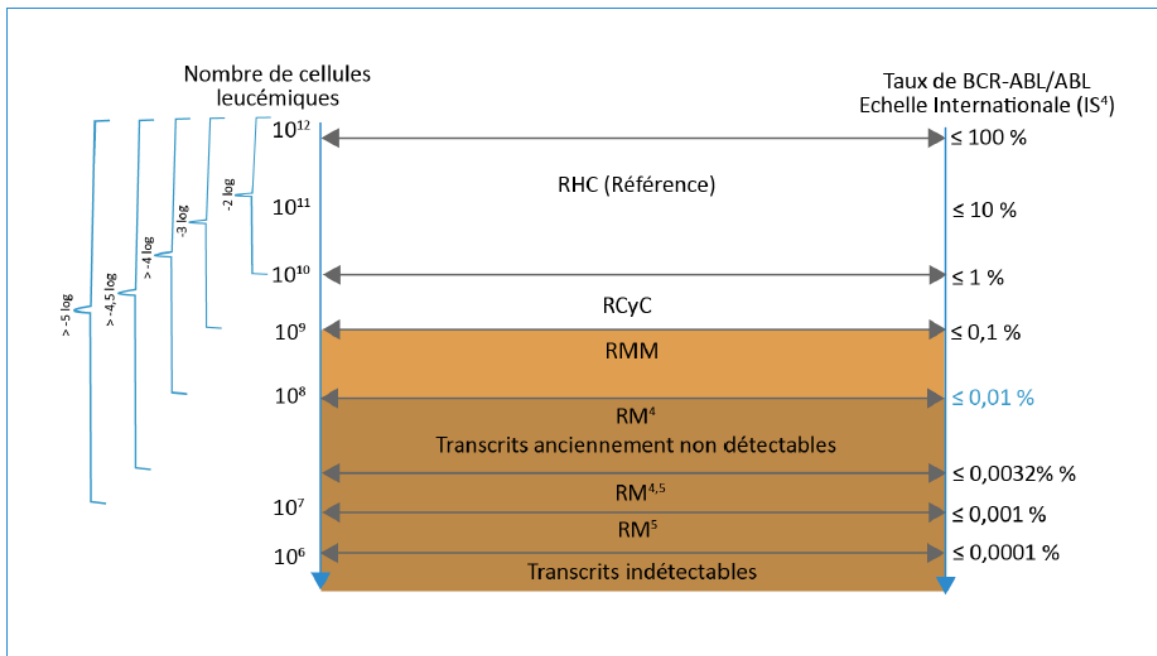 Nombre de cellules
leucémiques
Taux de BCR-ABL/ABL
Echelle Internationale (IS⁴)
10¹²
≤ 100 %
RHC (Référence)
-2 log
-3 log
> -4 log
> -4,5 log
> -5 log
10¹¹
≤ 10 %
10¹⁰
≤ 1 %
RCyC
10⁹
≤ 0,1 %
RMM
10⁸
≤ 0,01 %
RM⁴
Transcrits anciennement non détectables
≤ 0,0032% %
RM⁴,⁵
10⁷
≤ 0,001 %
RM⁵
10⁶
≤ 0,0001 %
Transcrits indétectables